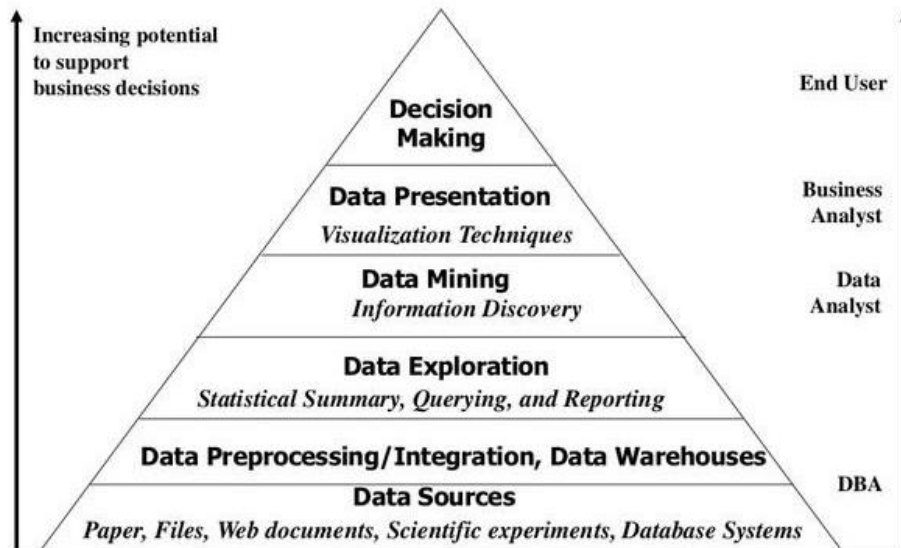 Increasing potential
to support
business decisions
End User
Decision
Making
Data Presentation
Visualization Techniques
Business
Analyst
Data Mining
Information Discovery
Data
Analyst
Data Exploration
Statistical Summary, Querying, and Reporting
Data Preprocessing/Integration, Data Warehouses
DBA
Data Sources
Paper, Files, Web documents, Scientific experiments, Database Systems